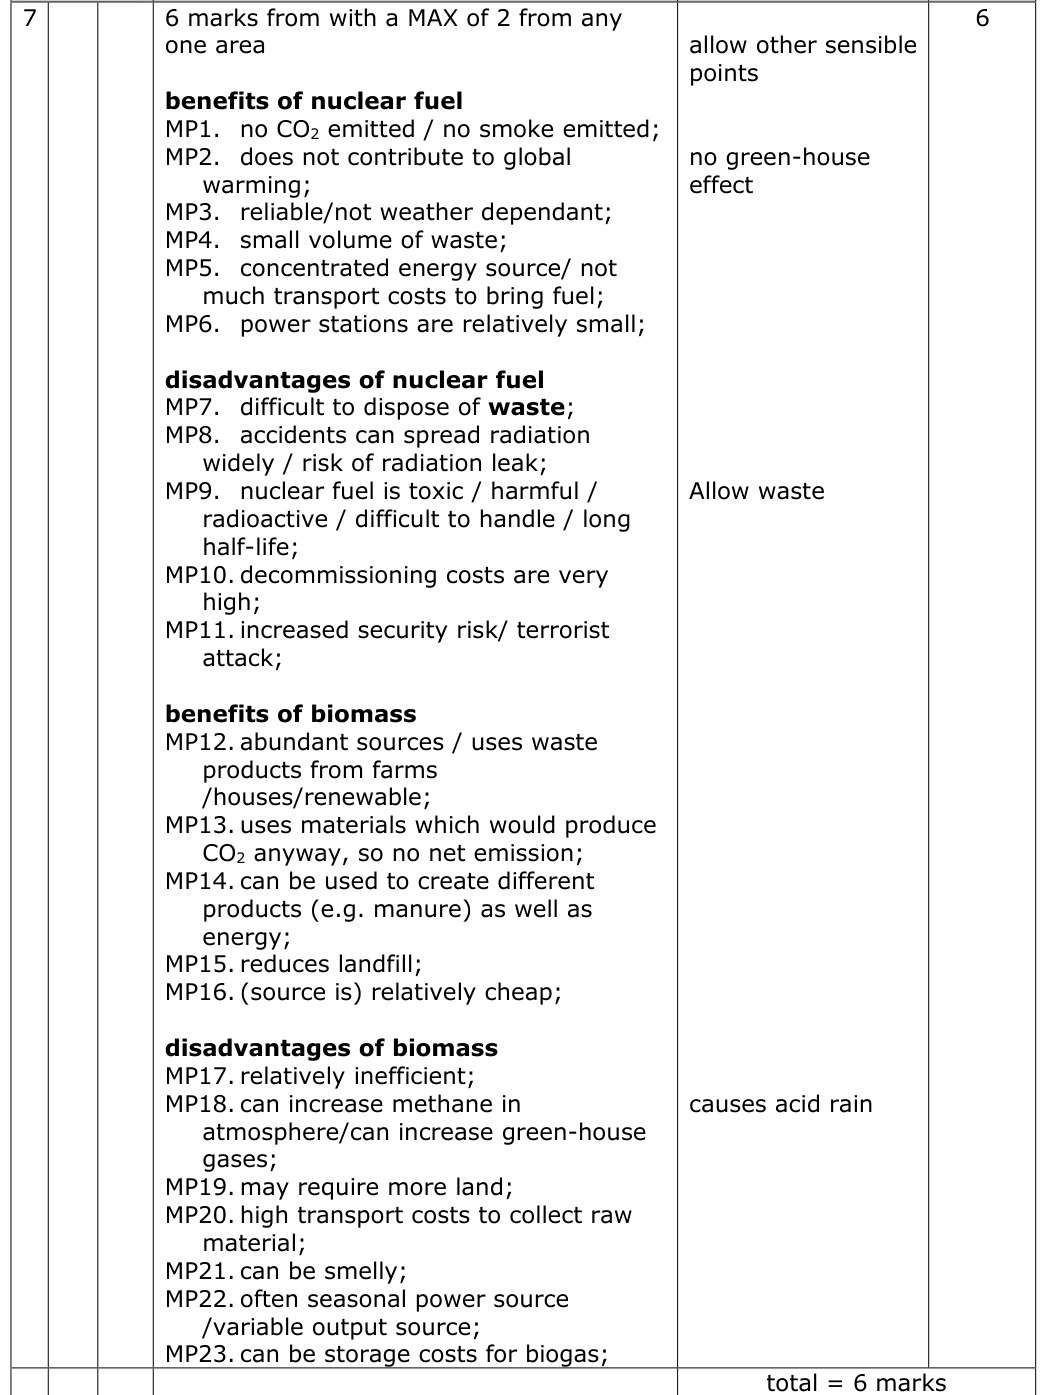 7 6 marks from with a MAX of 2 from any 6
one area allow other sensible
points
benefits of nuclear fuel
MP1. no CO₂ emitted / no smoke emitted;
MP2. does not contribute to global no green-house
warming; effect
MP3. reliable/not weather dependant;
MP4. small volume of waste;
MP5. concentrated energy source/ not
much transport costs to bring fuel;
MP6. power stations are relatively small;
disadvantages of nuclear fuel
MP7. difficult to dispose of waste;
MP8. accidents can spread radiation
widely / risk of radiation leak;
MP9. nuclear fuel is toxic / harmful / Allow waste
radioactive / difficult to handle / long
half-life;
MP10. decommissioning costs are very
high;
MP11. increased security risk/ terrorist
attack;
benefits of biomass
MP12. abundant sources / uses waste
products from farms
/houses/renewable;
MP13. uses materials which would produce
CO₂ anyway, so no net emission;
MP14. can be used to create different
products (e.g. manure) as well as
energy;
MP15. reduces landfill;
MP16. (source is) relatively cheap;
disadvantages of biomass
MP17. relatively inefficient;
MP18. can increase methane in causes acid rain
atmosphere/can increase green-house
gases;
MP19. may require more land;
MP20. high transport costs to collect raw
material;
MP21. can be smelly;
MP22. often seasonal power source
/variable output source;
MP23. can be storage costs for biogas;
total = 6 marks